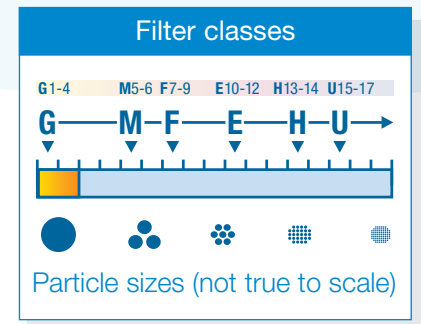 Filter classes
G1-4 M5-6 F7-9 E10-12 H13-14 U15-17
G M F E H U
Particle sizes (not true to scale)